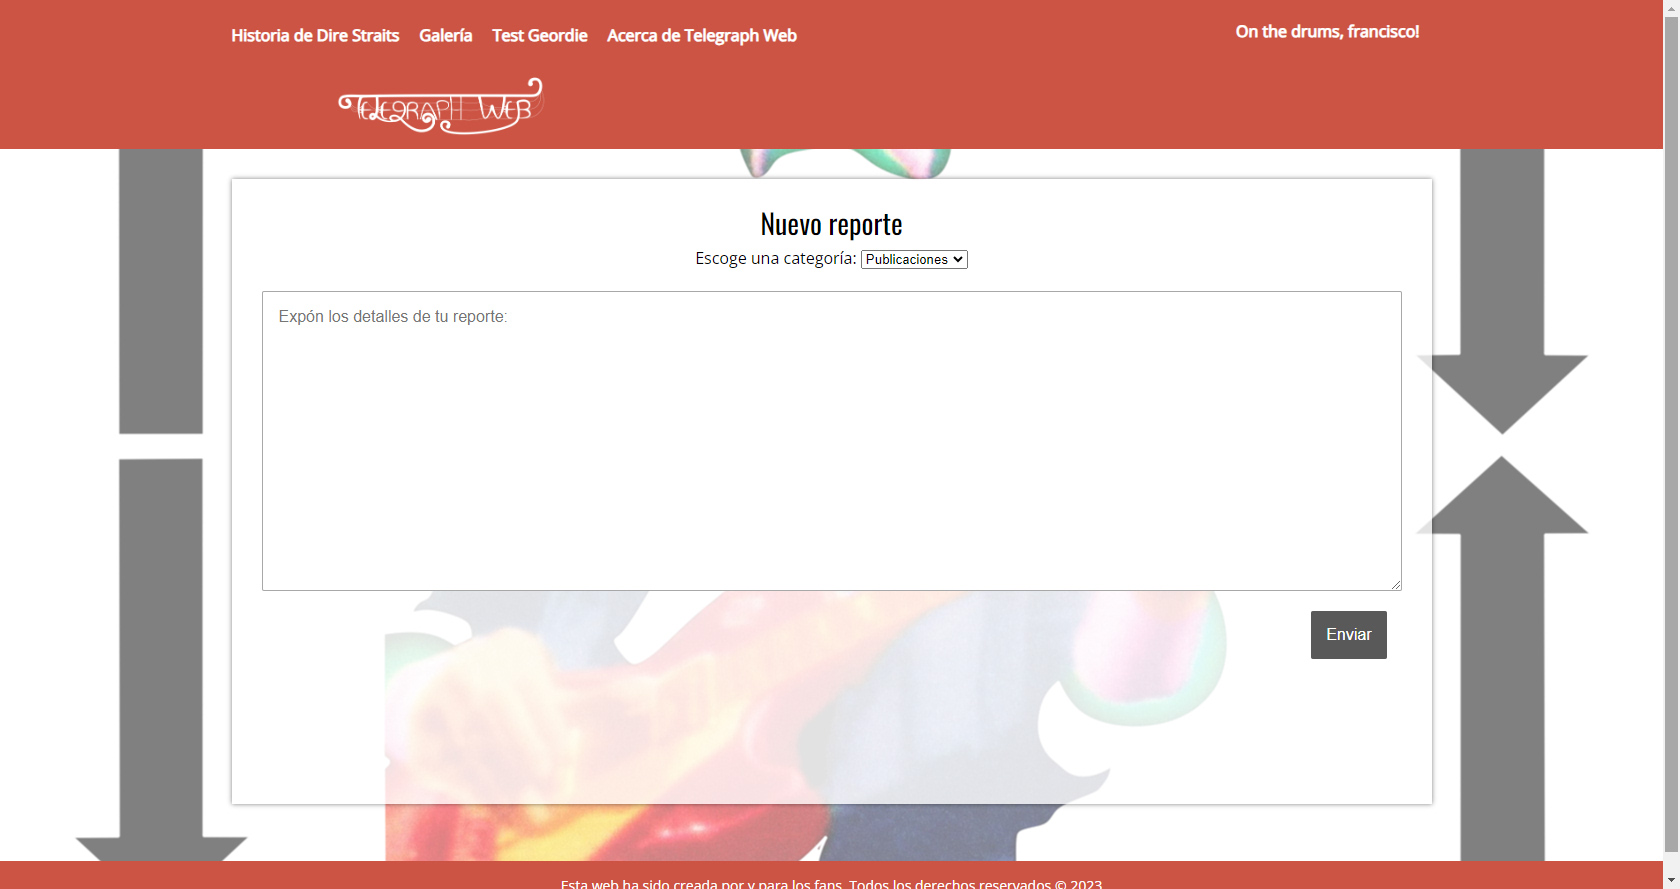 Historia de Dire Straits Galería Test Geordie Acerca de Telegraph Web On the drums, francisco!
TELEGRAPH WEB
Nuevo reporte
Escoge una categoría: Publicaciones
Expón los detalles de tu reporte:
Enviar
Esta web ha sido creada por y para los fans. Todos los derechos reservados © 2023